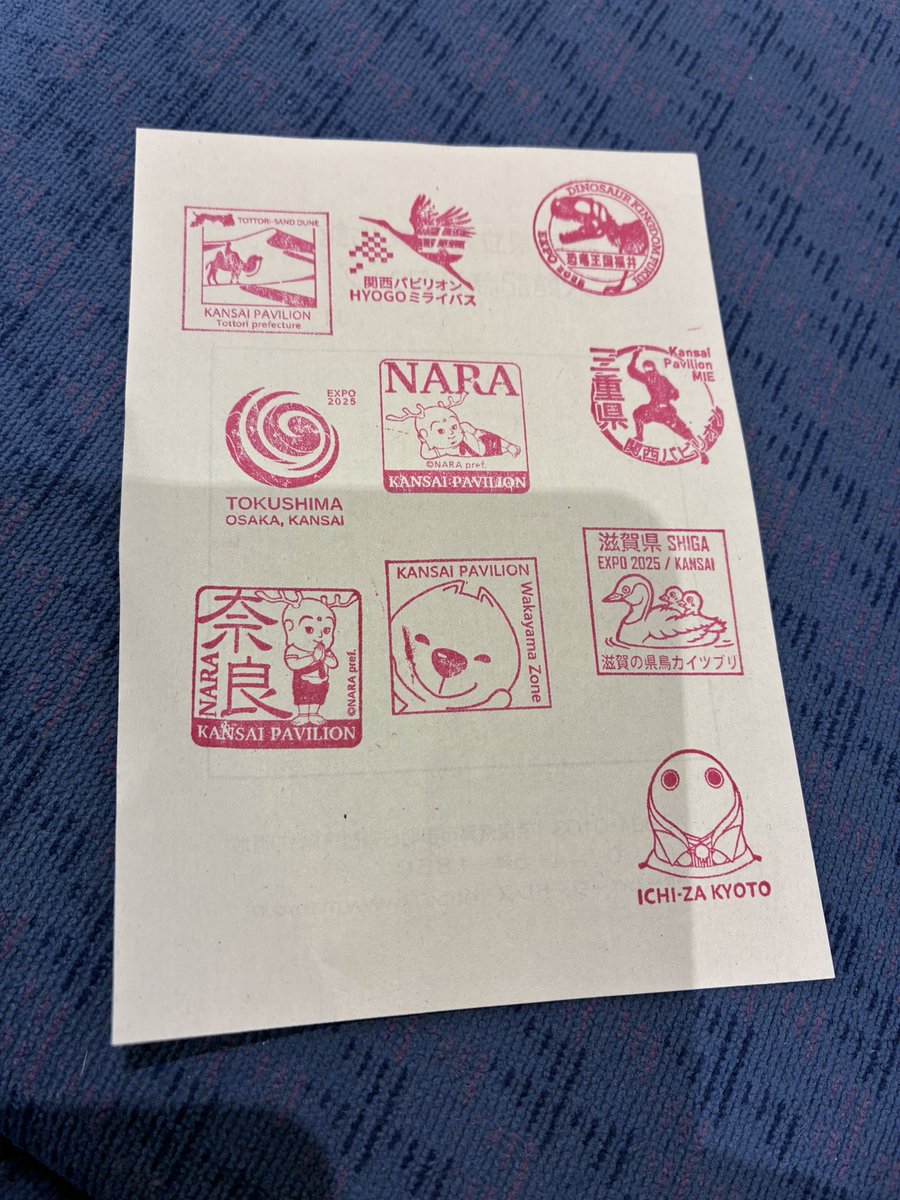 TOTTORI-SAND DUNE
KANSAI PAVILION
Tottori prefecture
関西パビリオン
HYOGOミライバス
DINOSAUR KINGDOM FUKUI
恐竜王国福井
EXPO 2025
EXPO
2025
TOKUSHIMA
OSAKA, KANSAI
NARA
©NARA pref.
KANSAI PAVILION
Kansai
Pavilion
MIE
三重県
関西パビリオン
奈良
NARA
©NARA pref.
KANSAI PAVILION
KANSAI PAVILION
Wakayama Zone
滋賀県 SHIGA
EXPO 2025 / KANSAI
滋賀の県鳥カイツブリ
ICHI-ZA KYOTO